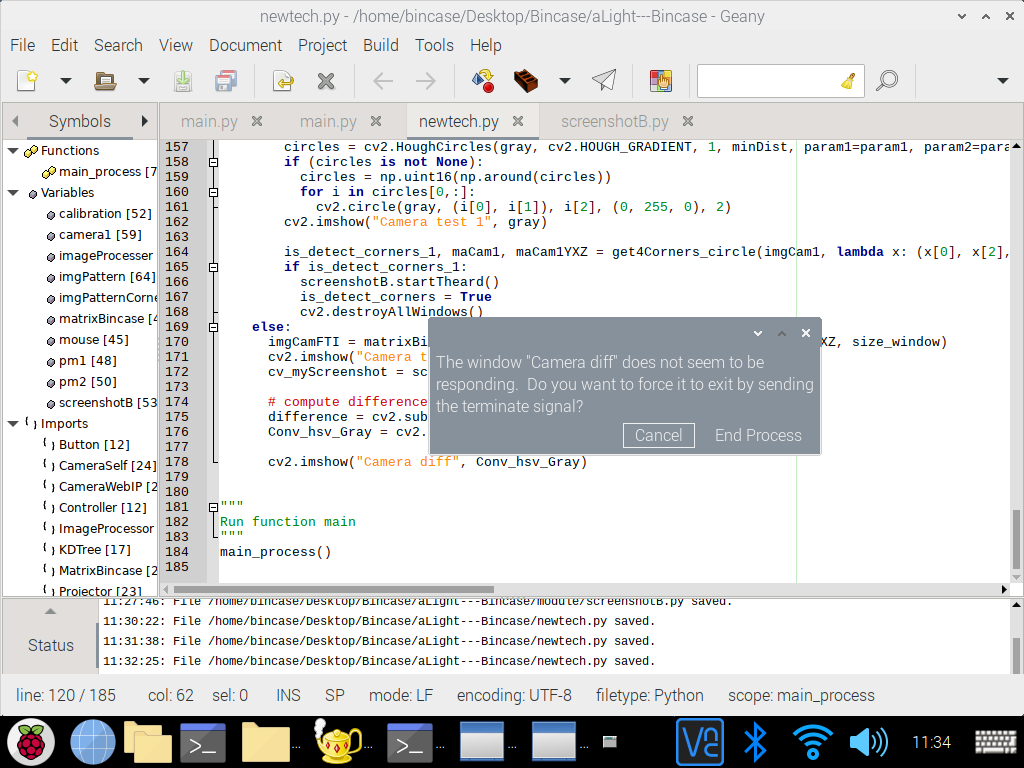 newtech.py - /home/bincase/Desktop/Bincase/aLight---Bincase - Geany
File Edit Search View Document Project Build Tools Help
Symbols
main.py
main.py
newtech.py
screenshotB.py
Functions
main_process [7
Variables
calibration [52]
camera1 [59]
imageProcesser
imgPattern [64]
imgPatternCorne
matrixBincase [4
mouse [45]
pm1 [48]
pm2 [50]
screenshotB [53
Imports
Button [12]
CameraSelf [24]
CameraWebIP [2
Controller [12]
ImageProcessor
KDTree [17]
MatrixBincase [2
Projector [23]
157 circles = cv2.HoughCircles(gray, cv2.HOUGH_GRADIENT, 1, minDist, param1=param1, param2=para
158 if (circles is not None):
159 circles = np.uint16(np.around(circles))
160 for i in circles[0,:]:
161 cv2.circle(gray, (i[0], i[1]), i[2], (0, 255, 0), 2)
162 cv2.imshow("Camera test 1", gray)
163
164 is_detect_corners_1, maCam1, maCam1YXZ = get4Corners_circle(imgCam1, lambda x: (x[0], x[2],
165 if is_detect_corners_1:
166 screenshotB.startTheard()
167 is_detect_corners = True
168 cv2.destroyAllWindows()
169 else:
170 imgCamFTI = matrixBi XZ, size_window)
171 cv2.imshow("Camera t
172 cv_myScreenshot = sc
173
174 # compute difference
175 difference = cv2.sub
176 Conv_hsv_Gray = cv2.
177
178 cv2.imshow("Camera diff", Conv_hsv_Gray)
179
180
181 """
182 Run function main
183 """
184 main_process()
185
The window "Camera diff" does not seem to be
responding. Do you want to force it to exit by sending
the terminate signal?
Cancel End Process
Status
11:27:46: File /home/bincase/Desktop/Bincase/aLight---Bincase/module/screenshotB.py saved.
11:30:22: File /home/bincase/Desktop/Bincase/aLight---Bincase/newtech.py saved.
11:31:38: File /home/bincase/Desktop/Bincase/aLight---Bincase/newtech.py saved.
11:32:25: File /home/bincase/Desktop/Bincase/aLight---Bincase/newtech.py saved.
line: 120 / 185 col: 62 sel: 0 INS SP mode: LF encoding: UTF-8 filetype: Python scope: main_process
>_ ... ... >_ ... ... ... 11:34